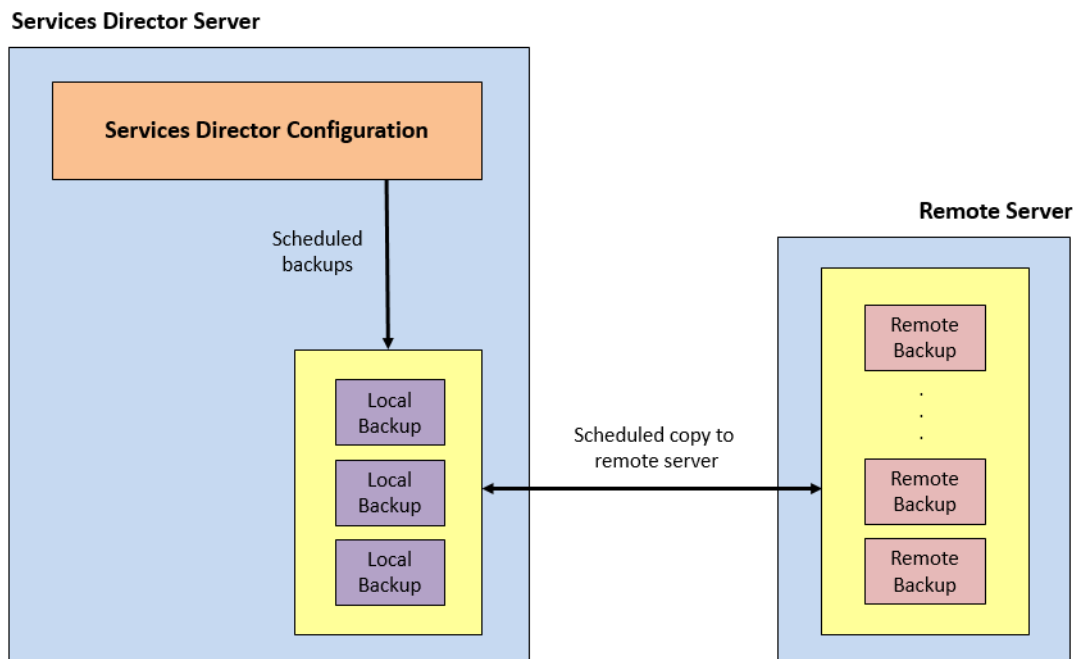 Services Director Server
Services Director Configuration
Scheduled
backups
Local
Backup
Local
Backup
Local
Backup
Scheduled copy to
remote server
Remote Server
Remote
Backup
.
.
.
Remote
Backup
Remote
Backup